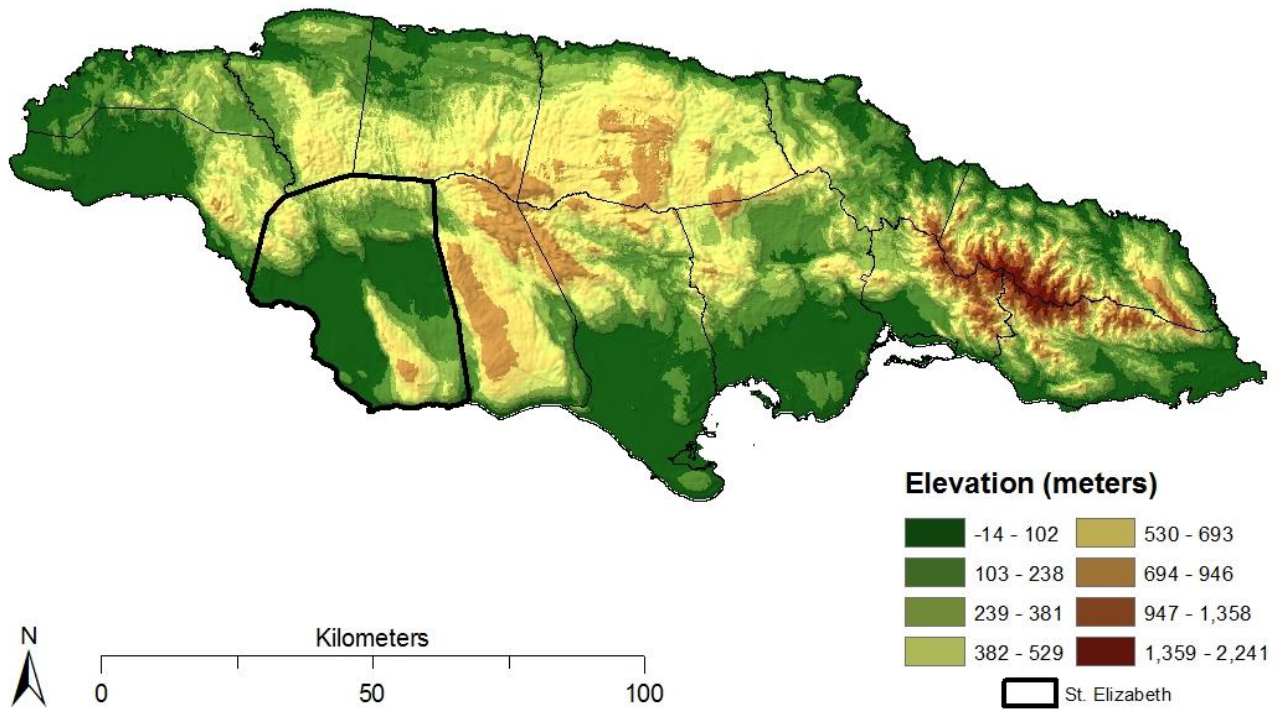 Elevation (meters)
-14 - 102
530 - 693
103 - 238
694 - 946
239 - 381
947 - 1,358
382 - 529
1,359 - 2,241
St. Elizabeth
N
Kilometers
0
50
100